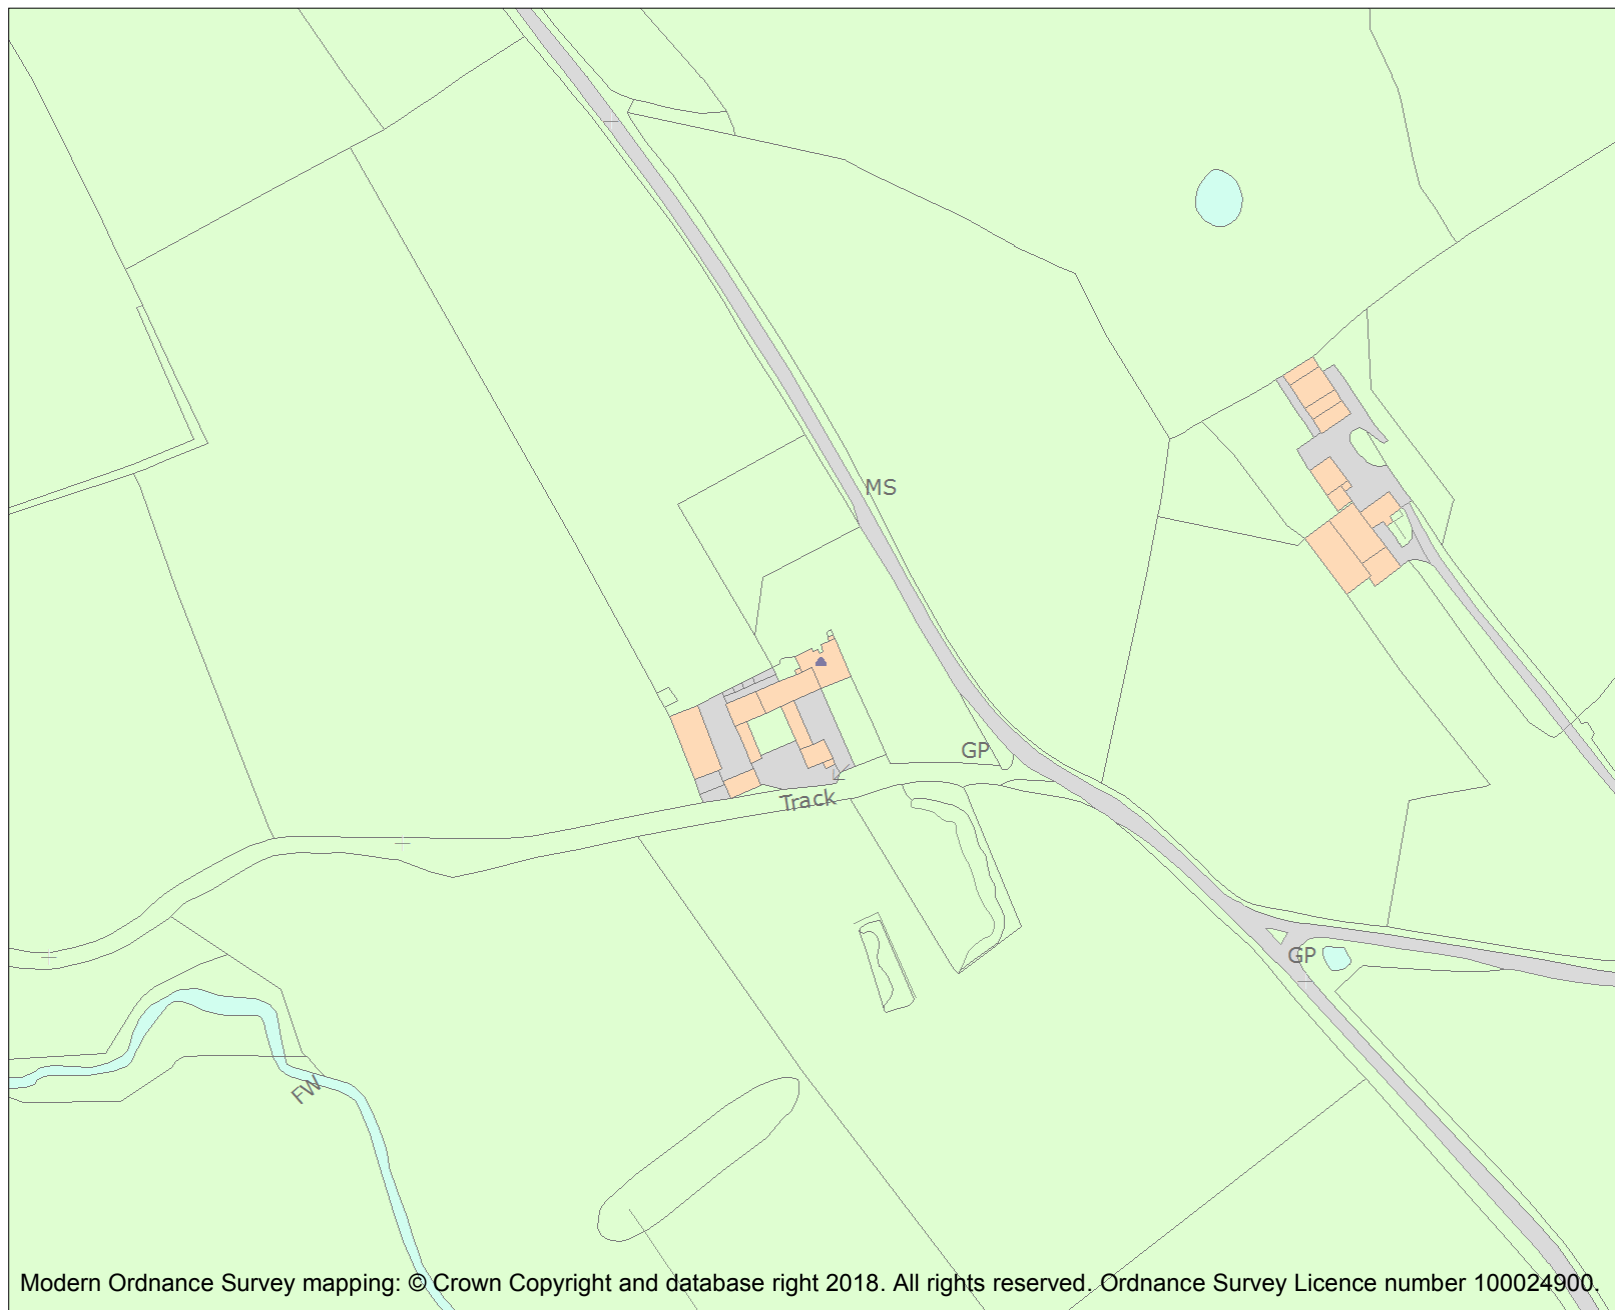 MS
GP
Track
GP
FW
Modern Ordnance Survey mapping: © Crown Copyright and database right 2018. All rights reserved. Ordnance Survey Licence number 100024900.